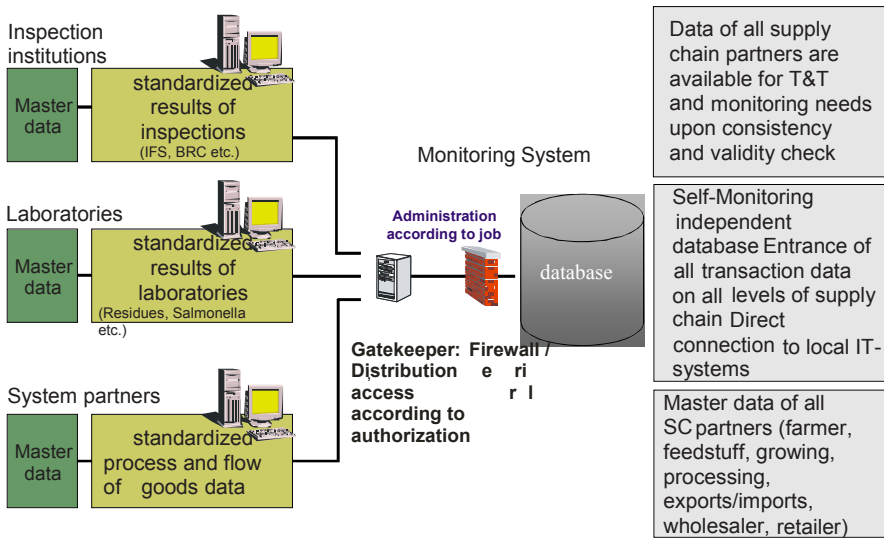 Inspection
institutions
Master
data
standardized
results of
inspections
(IFS, BRC etc.)
Laboratories
Master
data
standardized
results of
laboratories
(Residues, Salmonella
etc.)
System partners
Master
data
standardized
process and flow
of goods data
Monitoring System
Administration
according to job
database
Gatekeeper: Firewall /
Distribution e ri
access r l
according to
authorization
Data of all supply
chain partners are
available for T&T
and monitoring needs
upon consistency
and validity check
Self-Monitoring
independent
database Entrance of
all transaction data
on all levels of supply
chain Direct
connection to local IT-
systems
Master data of all
SC partners (farmer,
feedstuff, growing,
processing,
exports/imports,
wholesaler, retailer)